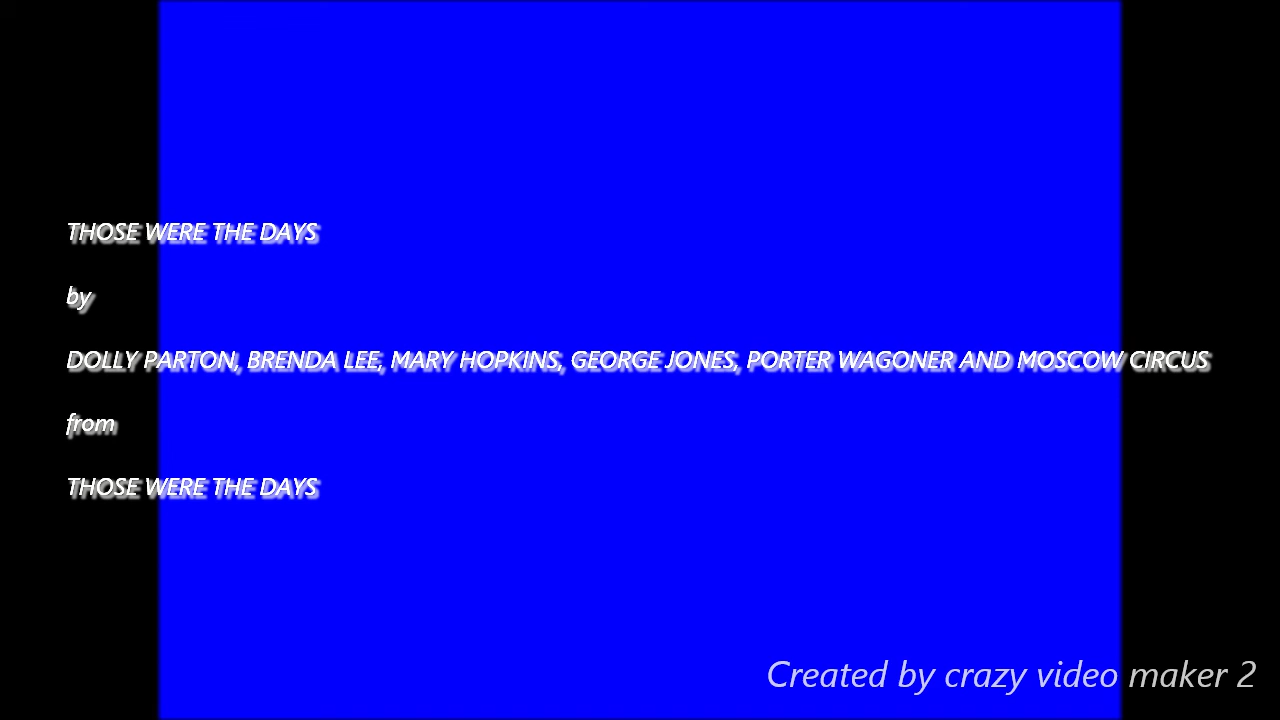 THOSE WERE THE DAYS
by
DOLLY PARTON, BRENDA LEE, MARY HOPKINS, GEORGE JONES, PORTER WAGONER AND MOSCOW CIRCUS
from
THOSE WERE THE DAYS
Created by crazy video maker 2